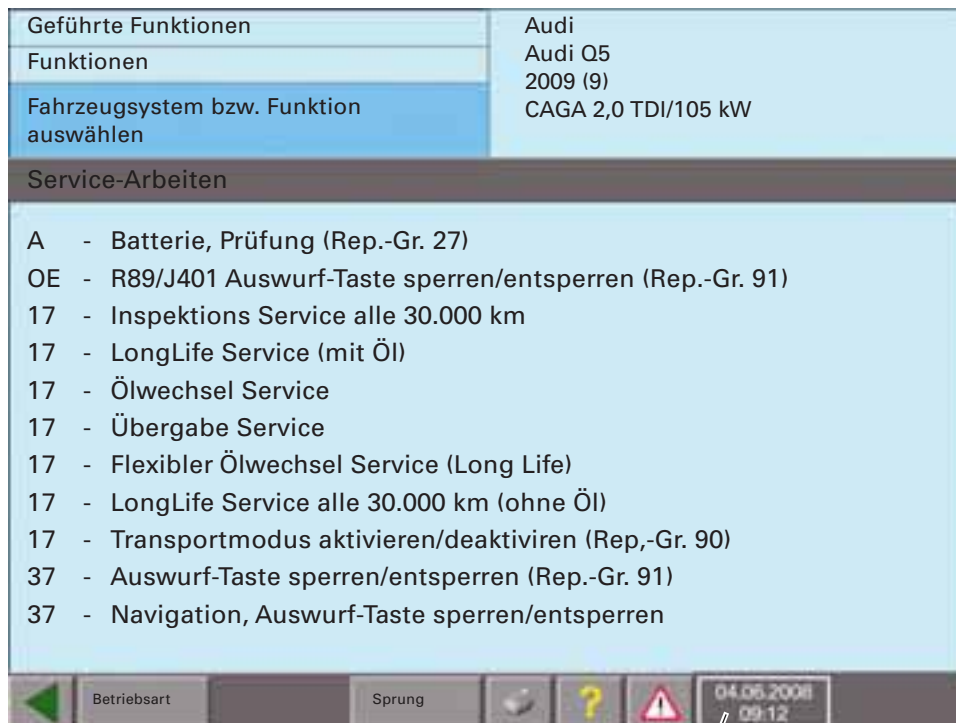 Geführte Funktionen
Funktionen
Fahrzeugsystem bzw. Funktion
auswählen
Audi
Audi Q5
2009 (9)
CAGA 2,0 TDI/105 kW
Service-Arbeiten
A - Batterie, Prüfung (Rep.-Gr. 27)
OE - R89/J401 Auswurf-Taste sperren/entsperren (Rep.-Gr. 91)
17 - Inspektions Service alle 30.000 km
17 - LongLife Service (mit Öl)
17 - Ölwechsel Service
17 - Übergabe Service
17 - Flexibler Ölwechsel Service (Long Life)
17 - LongLife Service alle 30.000 km (ohne Öl)
17 - Transportmodus aktivieren/deaktiviren (Rep,-Gr. 90)
37 - Auswurf-Taste sperren/entsperren (Rep.-Gr. 91)
37 - Navigation, Auswurf-Taste sperren/entsperren
Betriebsart
Sprung
?
04.06.2008
09:12